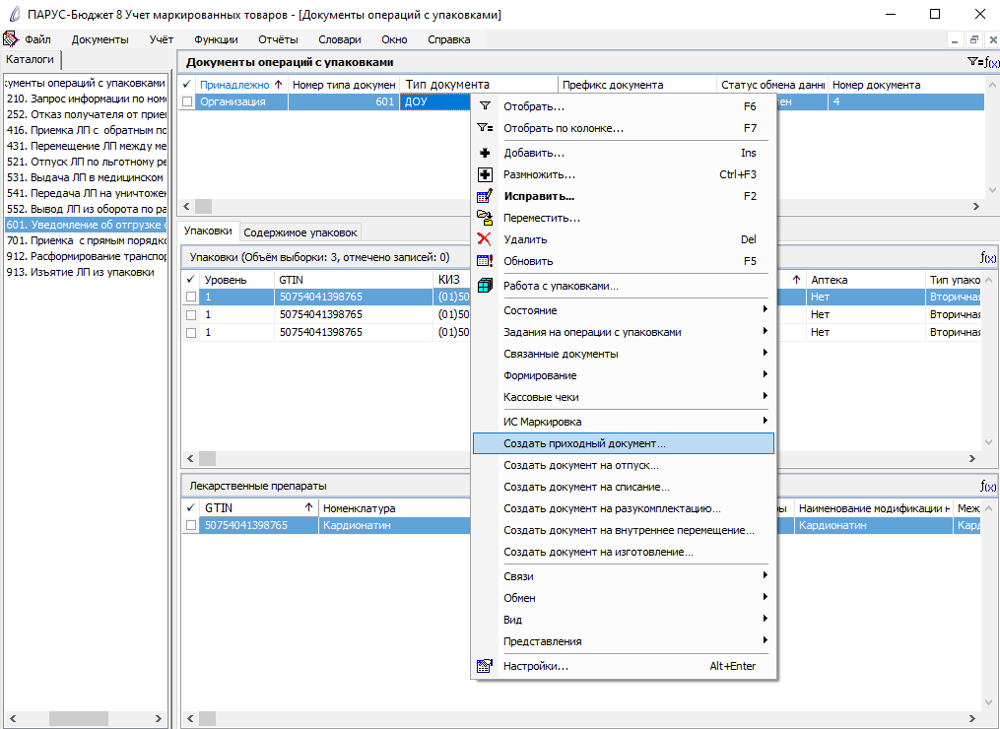 ПАРУС-Бюджет 8 Учет маркированных товаров - [Документы операций с упаковками]
Файл Документы Учёт Функции Отчёты Словари Окно Справка
Каталоги
Документы операций с упаковками
кументы операций с упаковками
210. Запрос информации по номе
252. Отказ получателя от прием
416. Приемка ЛП с обратным по
431. Перемещение ЛП между ме
521. Отпуск ЛП по льготному ре
531. Выдача ЛП в медицинском
541. Передача ЛП на уничтожен
552. Вывод ЛП из оборота по ра
601. Уведомление об отгрузке с
701. Приемка с прямым порядко
912. Расформирование транспор
913. Изъятие ЛП из упаковки
Принадлежно Номер типа докумен Тип документа Префикс документа Статус обмена данны Номер документа
Организация 601 ДОУ ен 4
Упаковки Содержимое упаковок
Упаковки (Объём выборки: 3, отмечено записей: 0) f(x)
Уровень GTIN КИЗ Аптека Тип упако
1 50754041398765 (01)50 Нет Вторичная
1 50754041398765 (01)50 Нет Вторичная
1 50754041398765 (01)50 Нет Вторичная
Лекарственные препараты f(x)
GTIN Номенклатура ры Наименование модификации н Меж
50754041398765 Кардионатин Кардионатин Кард
Отобрать... F6
Отобрать по колонке... F7
Добавить... Ins
Размножить... Ctrl+F3
Исправить... F2
Переместить...
Удалить Del
Обновить F5
Работа с упаковками...
Состояние
Задания на операции с упаковками
Связанные документы
Формирование
Кассовые чеки
ИС Маркировка
Создать приходный документ...
Создать документ на отпуск...
Создать документ на списание...
Создать документ на разукомплектацию...
Создать документ на внутреннее перемещение...
Создать документ на изготовление...
Связи
Обмен
Вид
Представления
Настройки... Alt+Enter